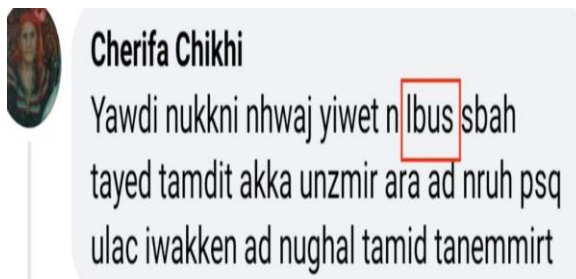 Cherifa Chikhi
Yawdi nukkni nhwaj yiwet n lbus sbah
tayed tamdit akka unzmir ara ad nruh psq
ulac iwakken ad nughal tamid tanemmirt